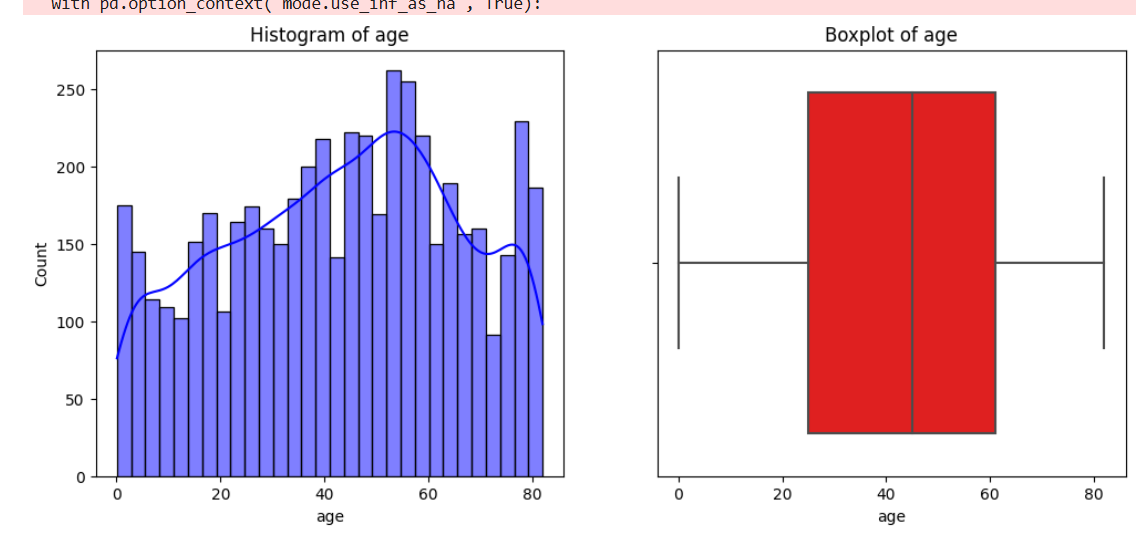 with pd.option_context('mode.use_inf_as_na', True):
Histogram of age
Boxplot of age
250
200
150
100
50
0
Count
0 20 40 60 80
age
0 20 40 60 80
age